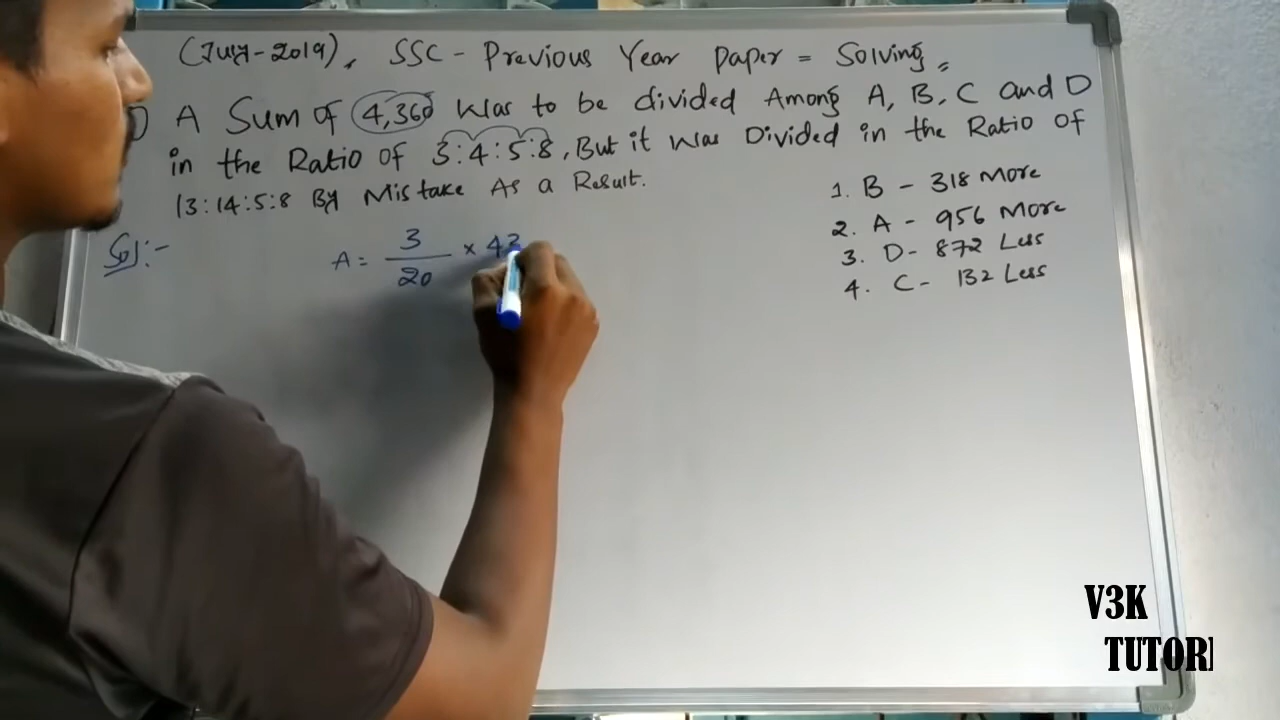 (July-2019), SSC - Previous Year Paper = Solving,
) A Sum of 4,360 Was to be divided Among A, B, C and D
in the Ratio of 3:4:5:8, But it Was Divided in the Ratio of
13:14:5:8 By Mistake As a Result.
1. B - 318 More
2. A - 956 More
3. D - 872 Less
4. C - 132 Less
Sol:-
A = 3/20 × 43
V3K
TUTORI